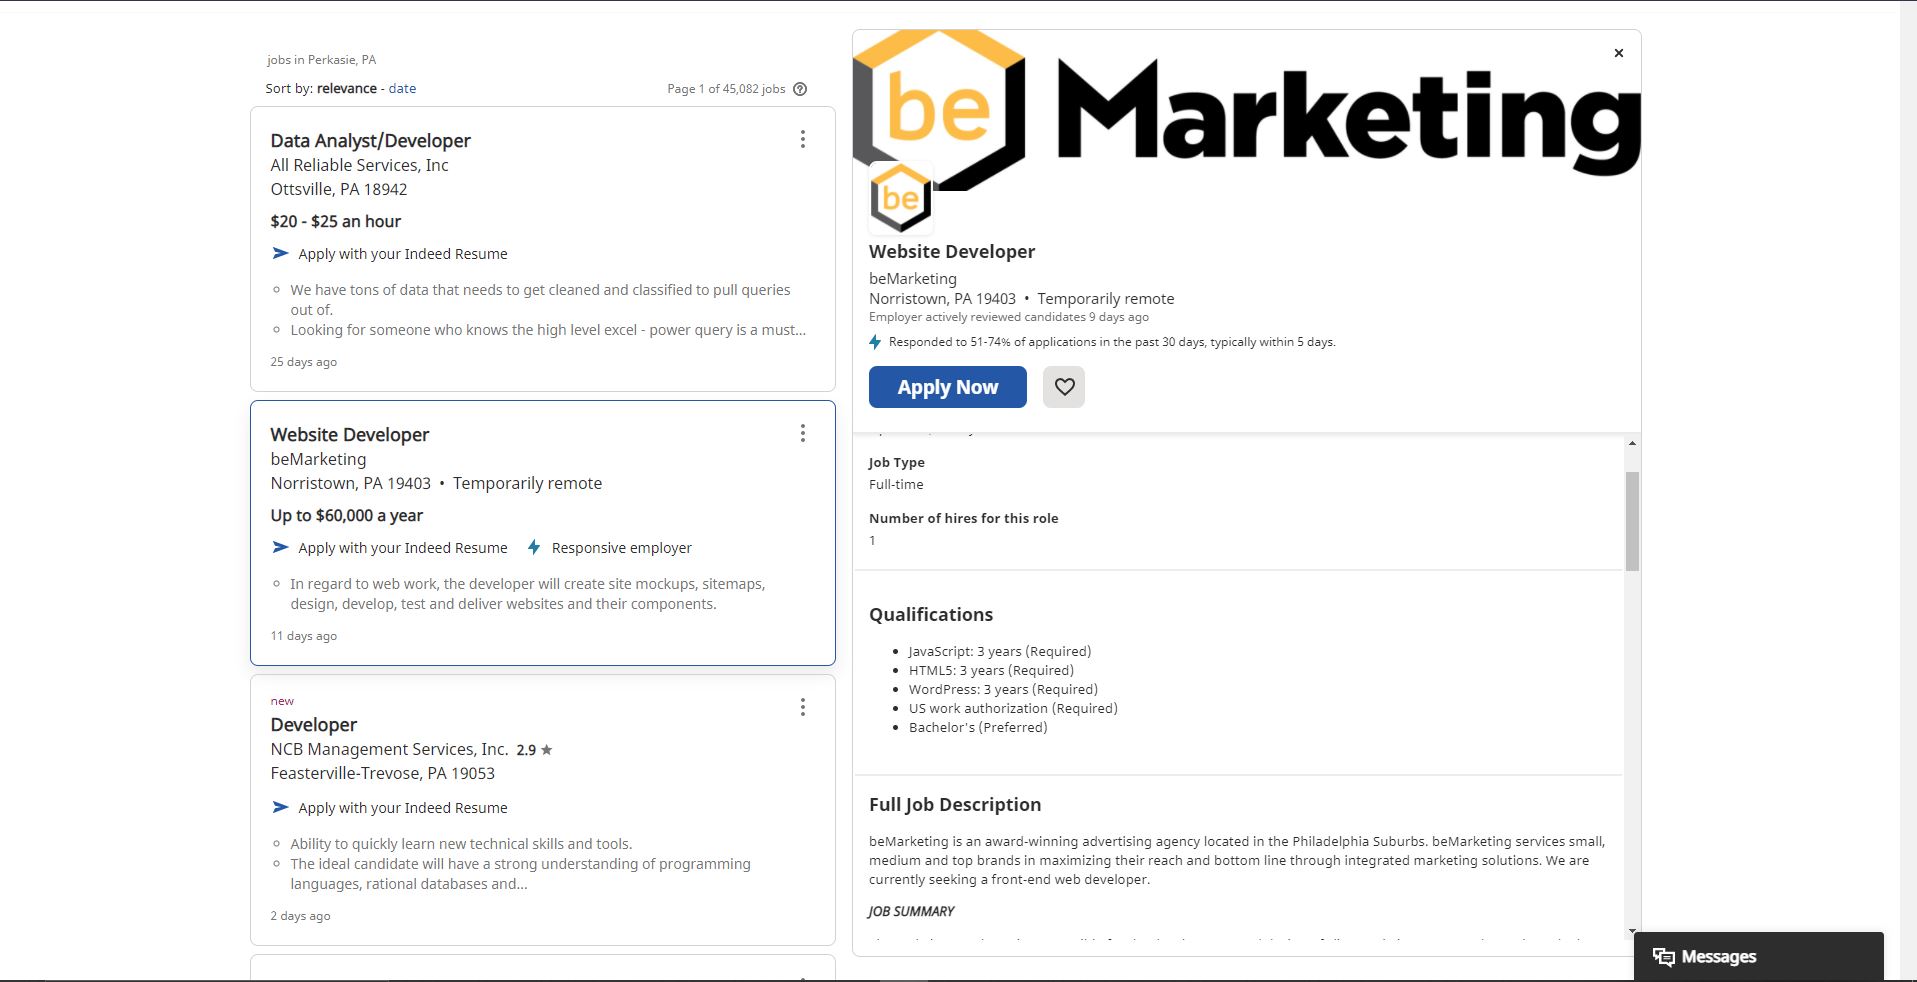 jobs in Perkasie, PA
Sort by: relevance - date
Page 1 of 45,082 jobs
Data Analyst/Developer
All Reliable Services, Inc
Ottsville, PA 18942
$20 - $25 an hour
Apply with your Indeed Resume
We have tons of data that needs to get cleaned and classified to pull queries
out of.
Looking for someone who knows the high level excel - power query is a must...
25 days ago
Website Developer
beMarketing
Norristown, PA 19403 • Temporarily remote
Up to $60,000 a year
Apply with your Indeed Resume
Responsive employer
In regard to web work, the developer will create site mockups, sitemaps,
design, develop, test and deliver websites and their components.
11 days ago
new
Developer
NCB Management Services, Inc. 2.9 ★
Feasterville-Trevose, PA 19053
Apply with your Indeed Resume
Ability to quickly learn new technical skills and tools.
The ideal candidate will have a strong understanding of programming
languages, rational databases and...
2 days ago
be Marketing
be
Website Developer
beMarketing
Norristown, PA 19403 • Temporarily remote
Employer actively reviewed candidates 9 days ago
Responded to 51-74% of applications in the past 30 days, typically within 5 days.
Apply Now
Job Type
Full-time
Number of hires for this role
1
Qualifications
• JavaScript: 3 years (Required)
• HTML5: 3 years (Required)
• WordPress: 3 years (Required)
• US work authorization (Required)
• Bachelor's (Preferred)
Full Job Description
beMarketing is an award-winning advertising agency located in the Philadelphia Suburbs. beMarketing services small,
medium and top brands in maximizing their reach and bottom line through integrated marketing solutions. We are
currently seeking a front-end web developer.
JOB SUMMARY
Messages